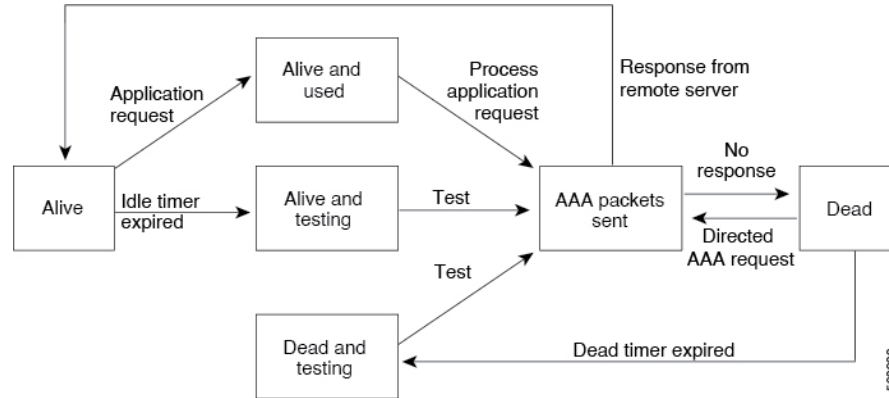 Application
request
Alive and
used
Process
application
request
Response from
remote server
Alive
Idle timer
expired
Alive and
testing
Test
AAA packets
sent
No
response
Dead
Directed
AAA request
Test
Dead and
testing
Dead timer expired